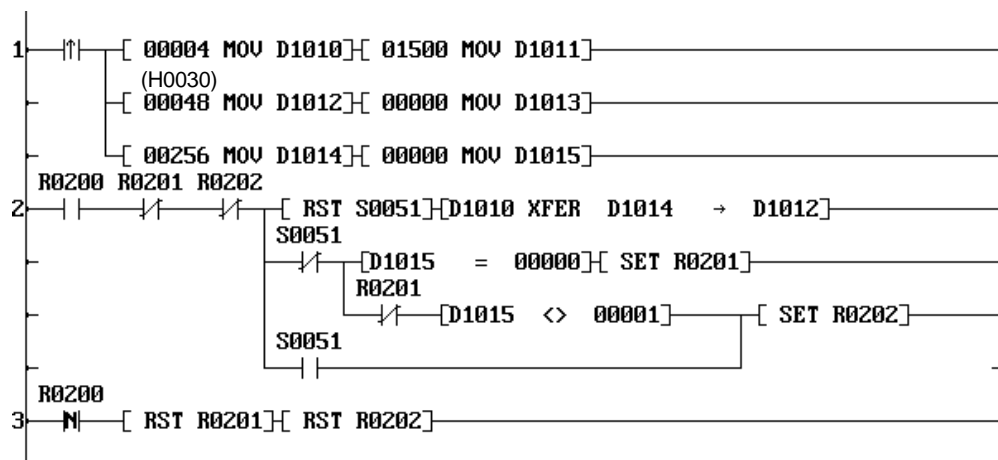 1 [ 00004 MOV D1010][ 01500 MOV D1011]
(H0030)
[ 00048 MOV D1012][ 00000 MOV D1013]
[ 00256 MOV D1014][ 00000 MOV D1015]
R0200 R0201 R0202
2 [ RST S0051][D1010 XFER D1014 → D1012]
S0051
[D1015 = 00000][ SET R0201]
R0201
[D1015 <> 00001] [ SET R0202]
S0051
R0200
3 N [ RST R0201][ RST R0202]